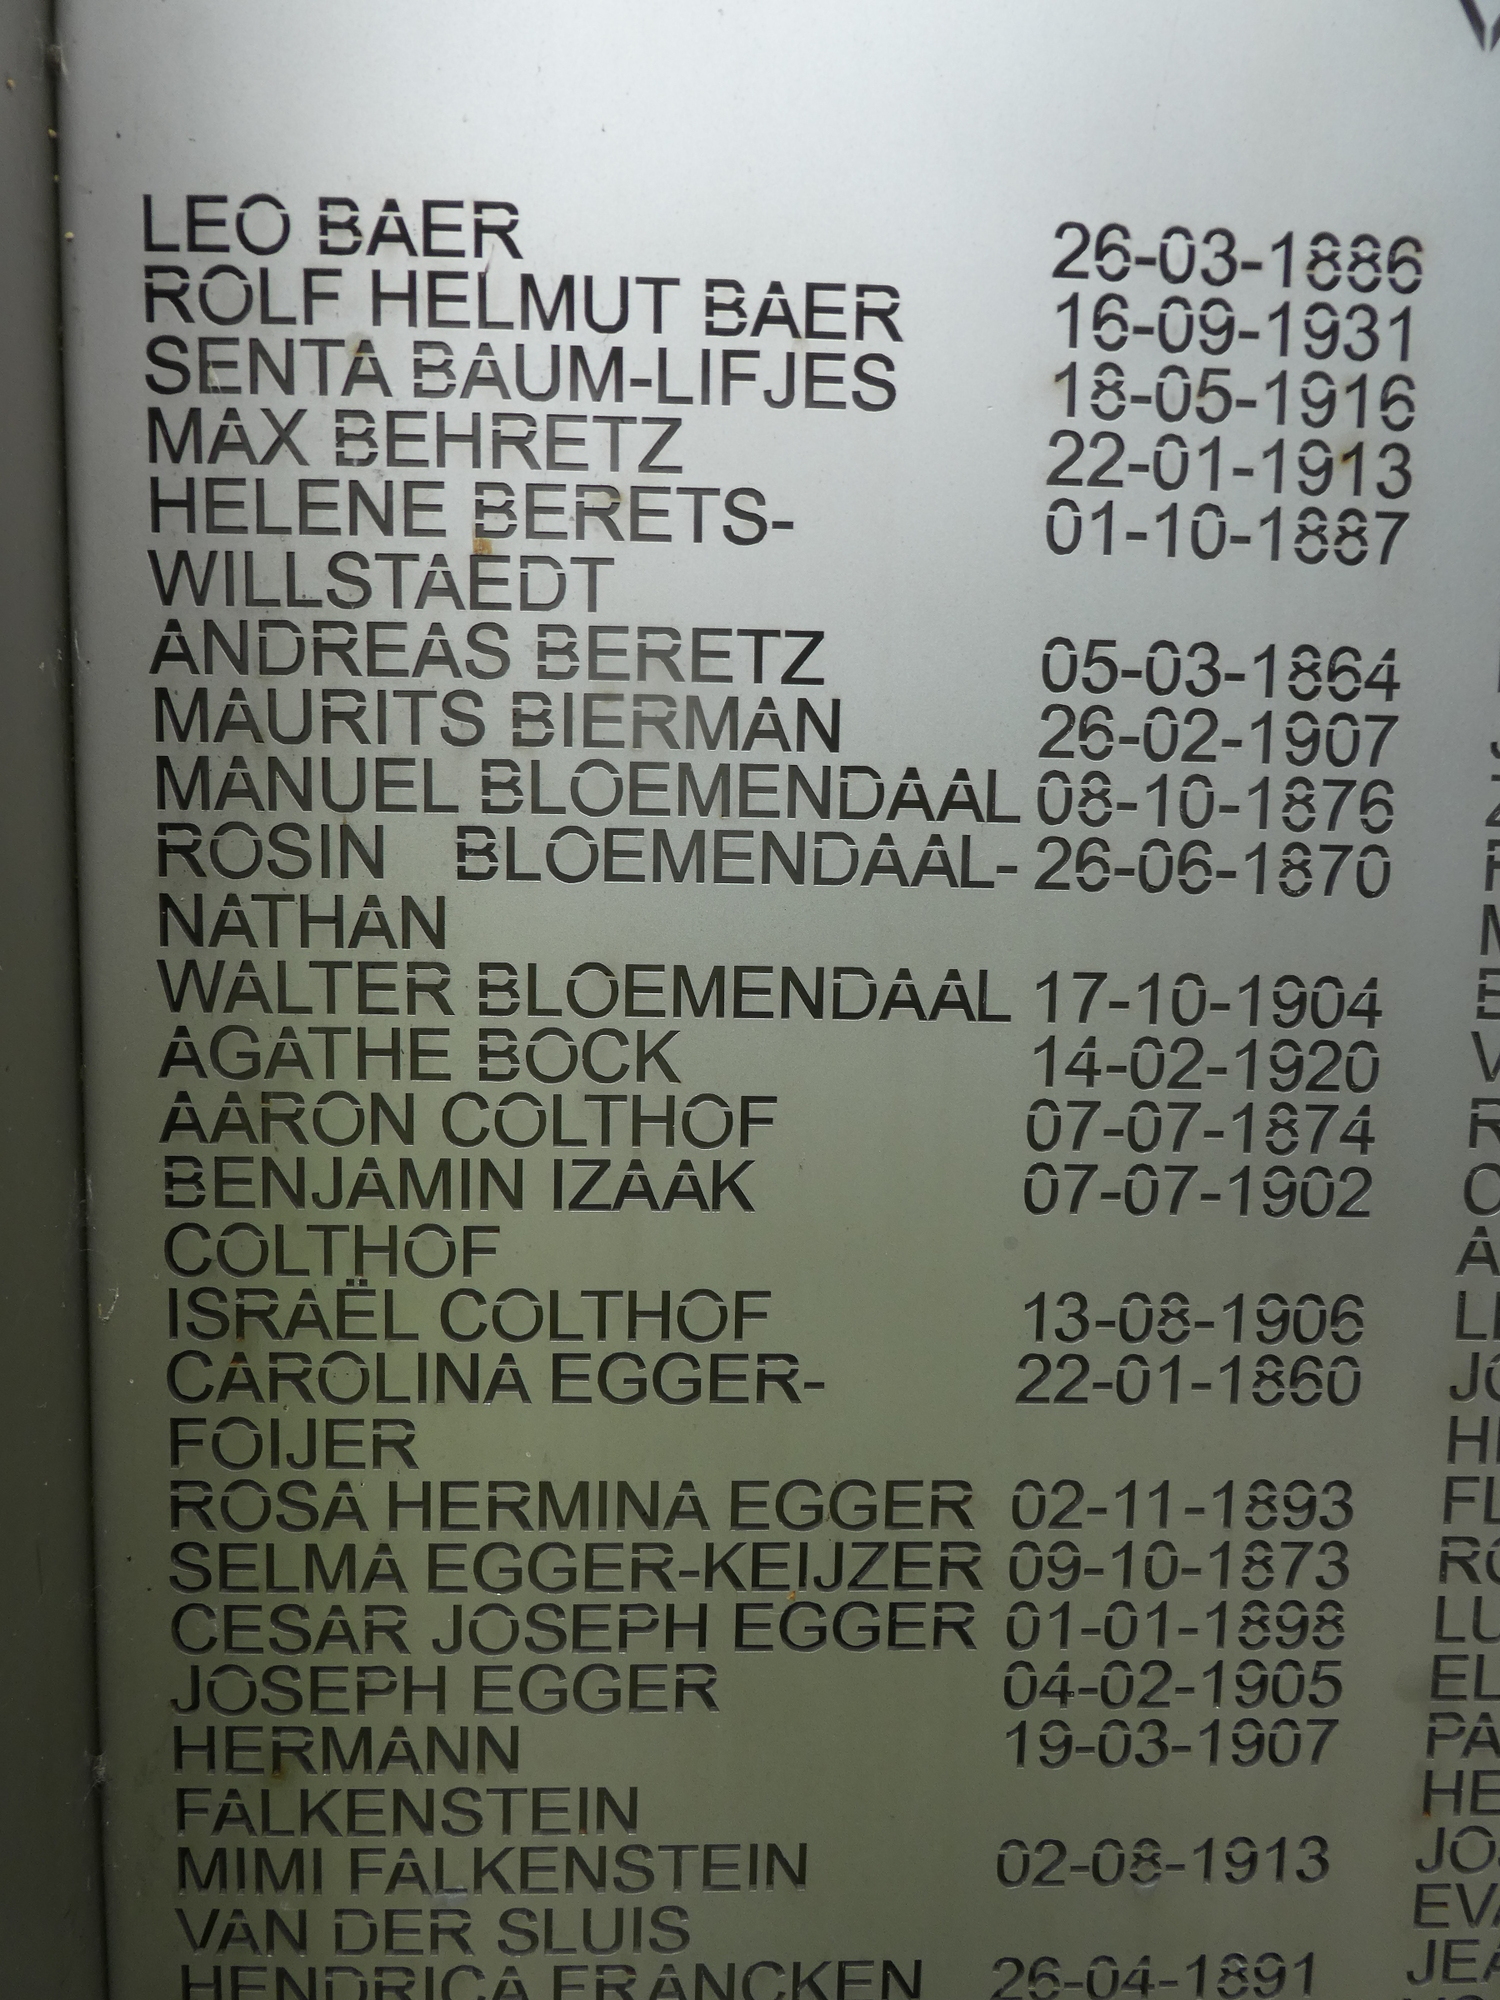 LEO BAER 26-03-1886
ROLF HELMUT BAER 16-09-1931
SENTA BAUM-LIFJES 18-05-1916
MAX BEHRETZ 22-01-1913
HELENE BERETS- 01-10-1887
WILLSTAEDT
ANDREAS BERETZ 05-03-1864
MAURITS BIERMAN 26-02-1907
MANUEL BLOEMENDAAL 08-10-1876
ROSIN BLOEMENDAAL- 26-06-1870
NATHAN
WALTER BLOEMENDAAL 17-10-1904
AGATHE BOCK 14-02-1920
AARON COLTHOF 07-07-1874
BENJAMIN IZAAK 07-07-1902
COLTHOF
ISRAËL COLTHOF 13-08-1906
CAROLINA EGGER- 22-01-1860
FOIJER
ROSA HERMINA EGGER 02-11-1893
SELMA EGGER-KEIJZER 09-10-1873
CESAR JOSEPH EGGER 01-01-1898
JOSEPH EGGER 04-02-1905
HERMANN 19-03-1907
FALKENSTEIN
MIMI FALKENSTEIN 02-08-1913
VAN DER SLUIS
HENDRICA FRANCKEN 26-04-1891